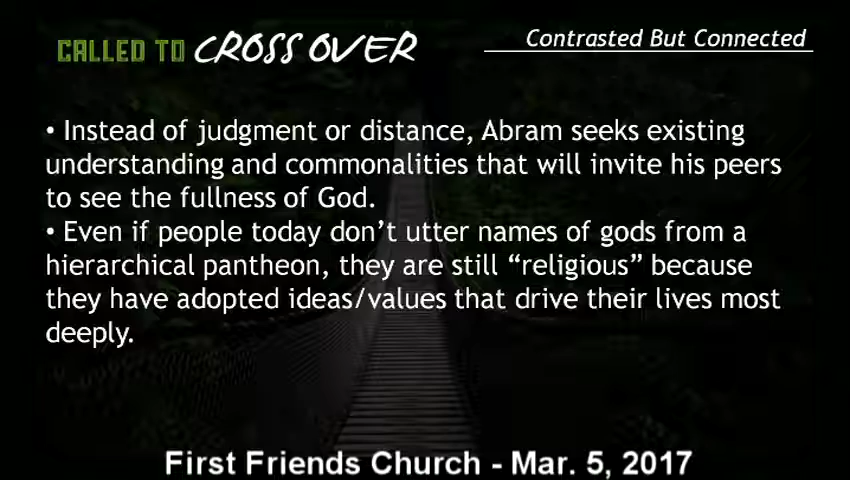 CALLED TO CROSS OVER
Contrasted But Connected
• Instead of judgment or distance, Abram seeks existing
understanding and commonalities that will invite his peers
to see the fullness of God.
• Even if people today don’t utter names of gods from a
hierarchical pantheon, they are still “religious” because
they have adopted ideas/values that drive their lives most
deeply.
First Friends Church - Mar. 5, 2017